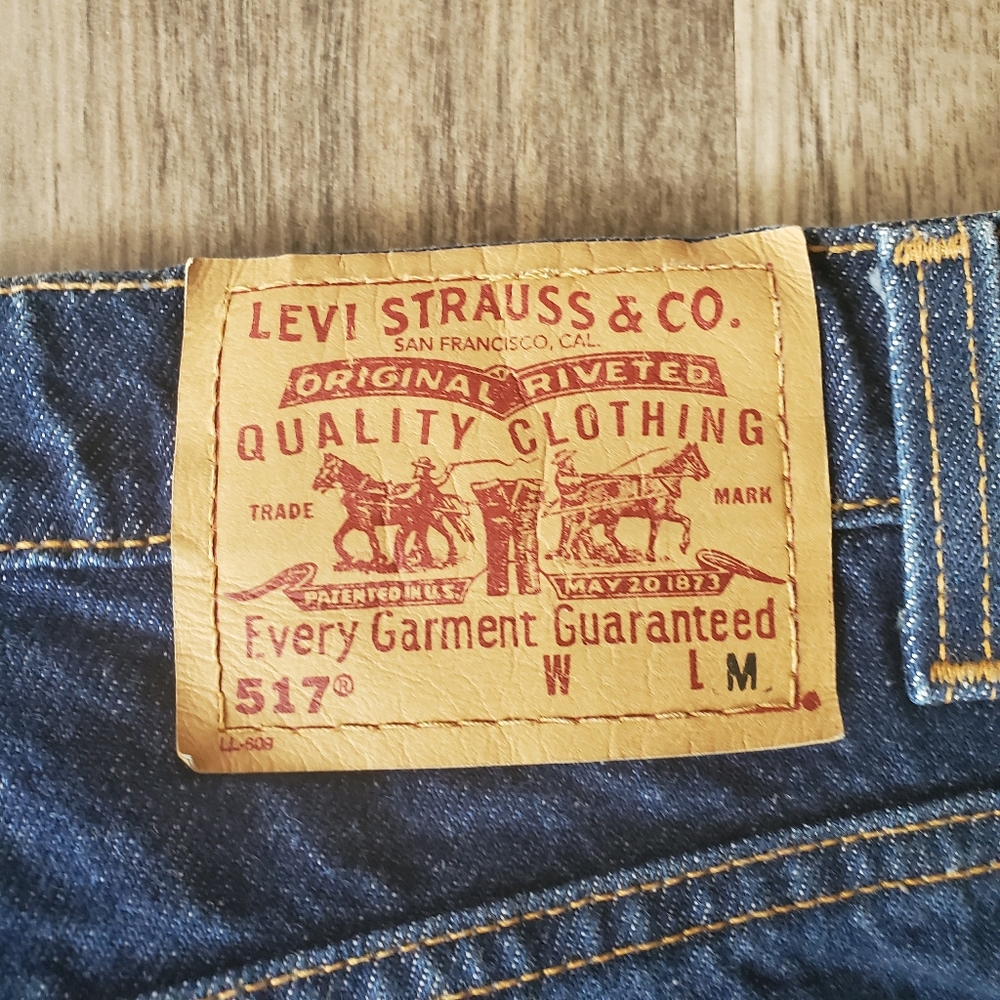 LEVI STRAUSS & CO.
SAN FRANCISCO, CAL.
ORIGINAL RIVETED
QUALITY CLOTHING
TRADE MARK
PATENTED IN U.S. MAY 20 1873
Every Garment Guaranteed
517® W L M
LL-609